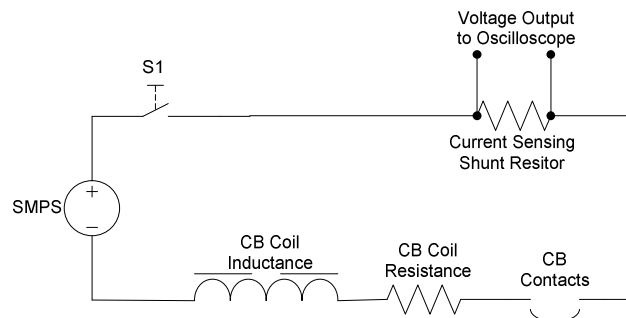 Voltage Output
to Oscilloscope
S1
Current Sensing
Shunt Resitor
+
SMPS
−
CB Coil
Inductance
CB Coil
Resistance
CB
Contacts